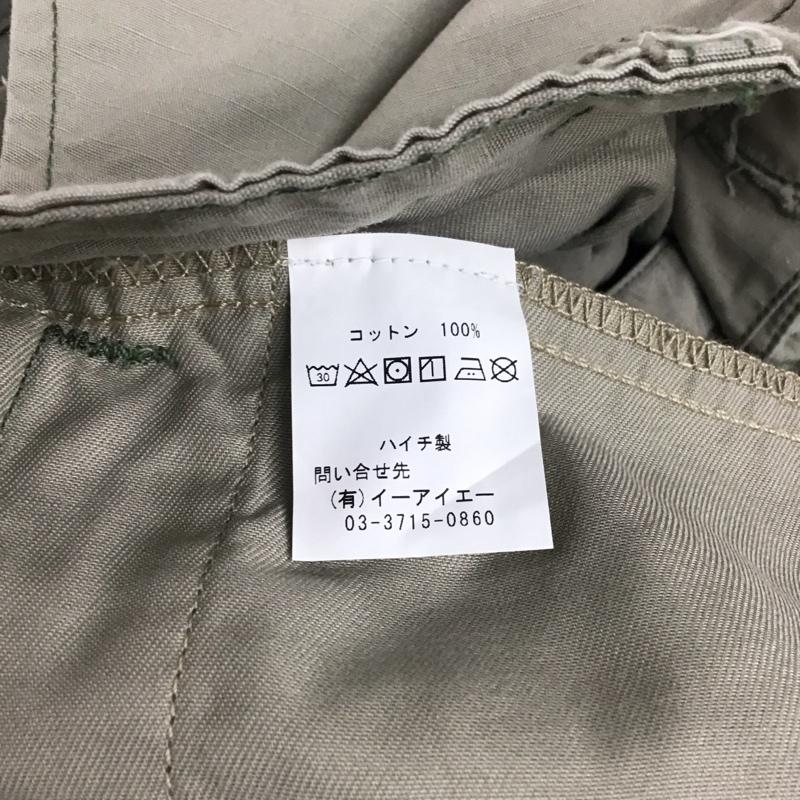 コットン 100%
30
ハイチ製
問い合せ先
(有)イーアイエー
03-3715-0860